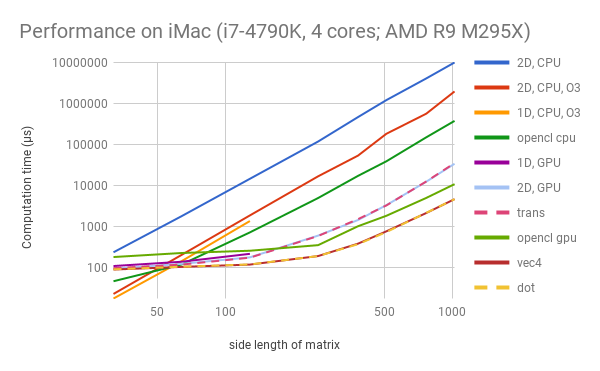 Performance on iMac (i7-4790K, 4 cores; AMD R9 M295X)
Computation time (µs)
10000000
1000000
100000
10000
1000
100
50
100
500
1000
side length of matrix
2D, CPU
2D, CPU, O3
1D, CPU, O3
opencl cpu
1D, GPU
2D, GPU
trans
opencl gpu
vec4
dot